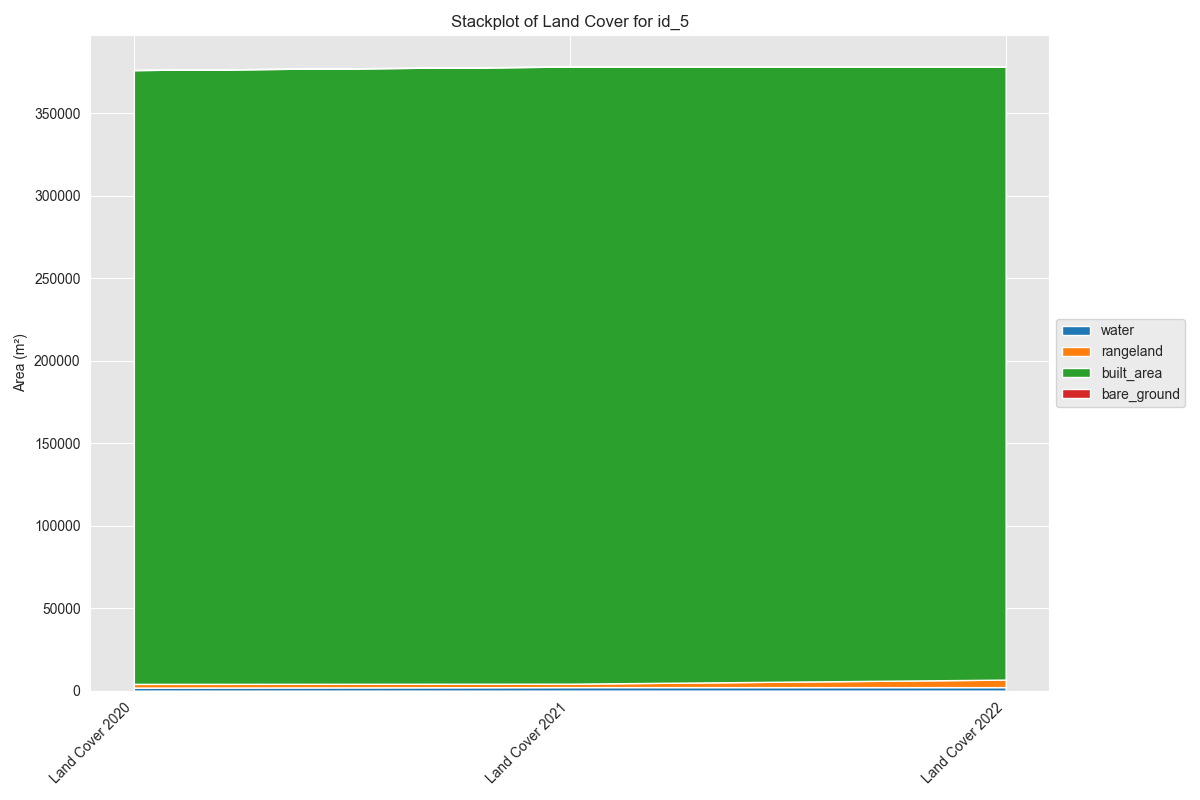 Stackplot of Land Cover for id_5
Area (m²)
350000
300000
250000
200000
150000
100000
50000
0
Land Cover 2020
Land Cover 2021
Land Cover 2022
water
rangeland
built_area
bare_ground